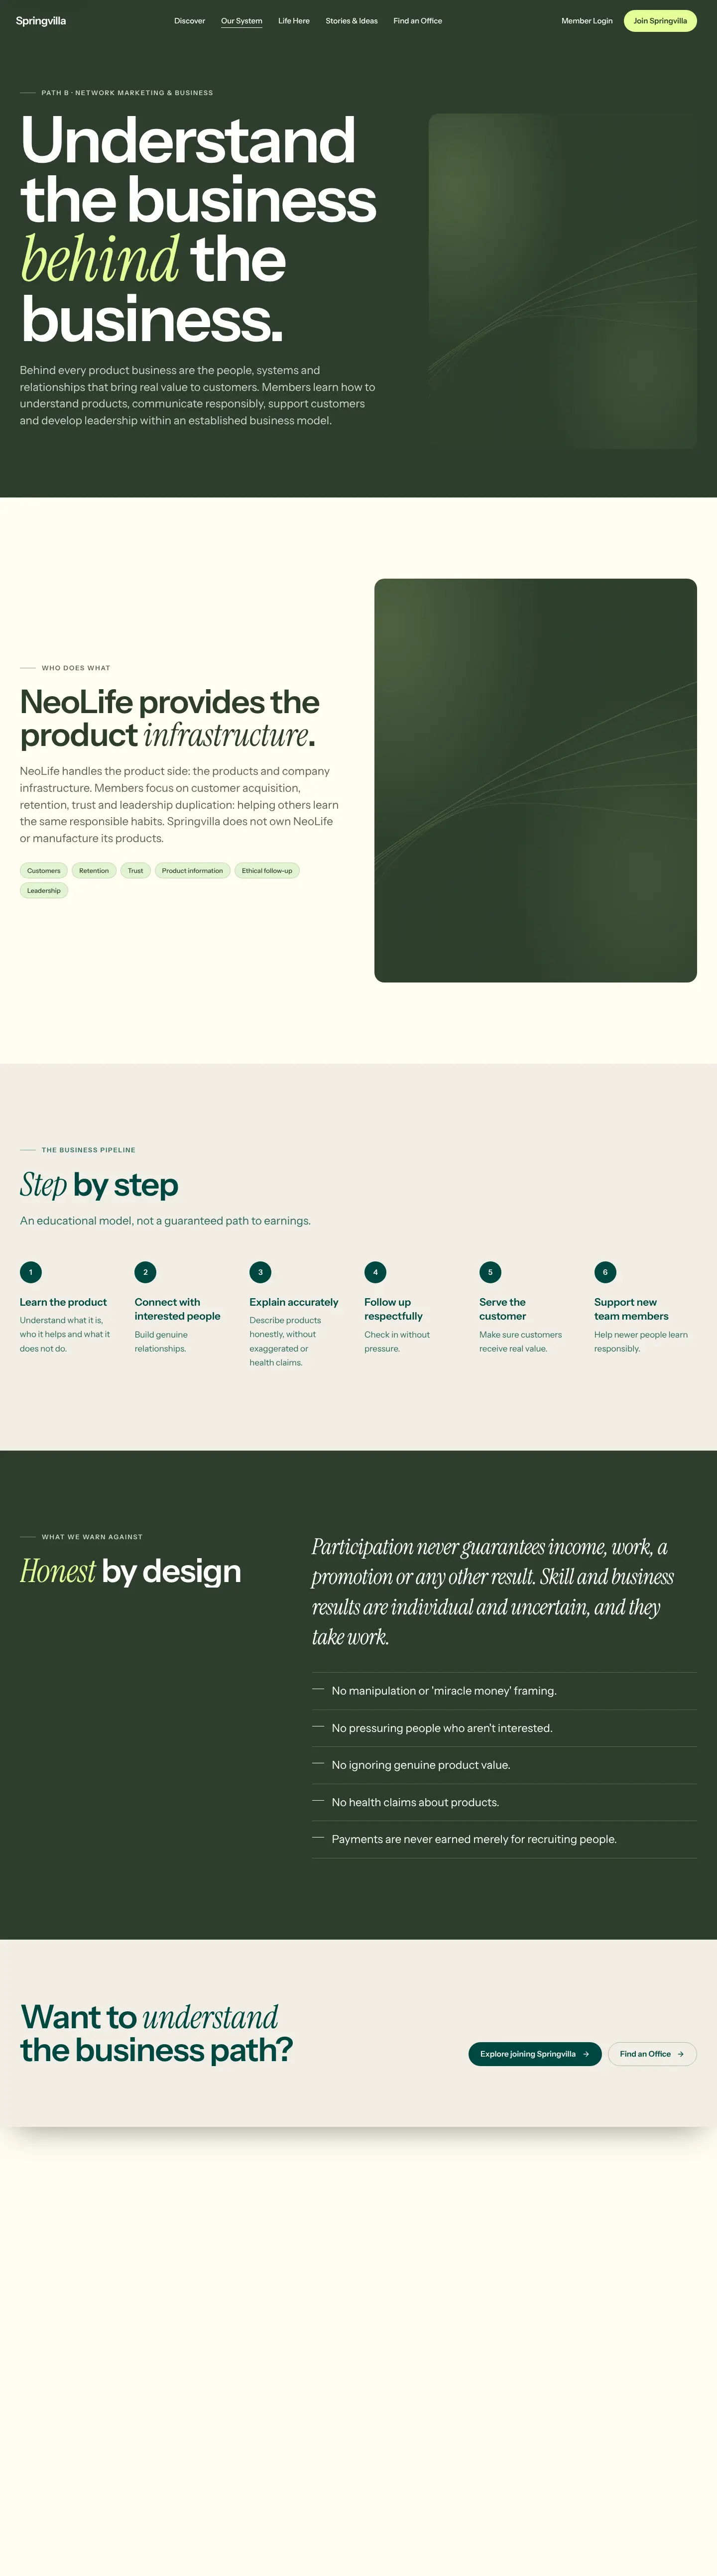 Springvilla
Discover
Our System
Life Here
Stories & Ideas
Find an Office
Member Login
Join Springvilla
PATH B · NETWORK MARKETING & BUSINESS
Understand
the business
behind the
business.
Behind every product business are the people, systems and
relationships that bring real value to customers. Members learn how to
understand products, communicate responsibly, support customers
and develop leadership within an established business model.
WHO DOES WHAT
NeoLife provides the
product infrastructure.
NeoLife handles the product side: the products and company
infrastructure. Members focus on customer acquisition,
retention, trust and leadership duplication: helping others learn
the same responsible habits. Springvilla does not own NeoLife
or manufacture its products.
Customers
Retention
Trust
Product information
Ethical follow-up
Leadership
THE BUSINESS PIPELINE
Step by step
An educational model, not a guaranteed path to earnings.
1
Learn the product
Understand what it is,
who it helps and what it
does not do.
2
Connect with
interested people
Build genuine
relationships.
3
Explain accurately
Describe products
honestly, without
exaggerated or
health claims.
4
Follow up
respectfully
Check in without
pressure.
5
Serve the
customer
Make sure customers
receive real value.
6
Support new
team members
Help newer people learn
responsibly.
WHAT WE WARN AGAINST
Honest by design
Participation never guarantees income, work, a
promotion or any other result. Skill and business
results are individual and uncertain, and they
take work.
No manipulation or 'miracle money' framing.
No pressuring people who aren't interested.
No ignoring genuine product value.
No health claims about products.
Payments are never earned merely for recruiting people.
Want to understand
the business path?
Explore joining Springvilla →
Find an Office →